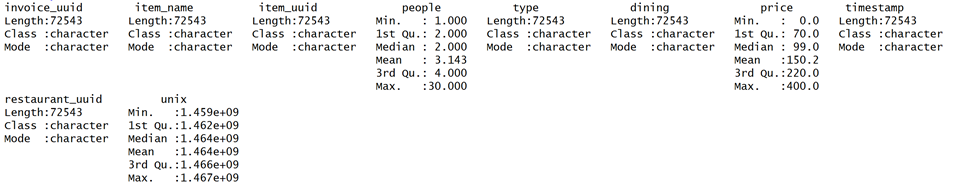 invoice_uuid item_name item_uuid people type dining price timestamp
Length:72543 Length:72543 Length:72543 Min. : 1.000 Length:72543 Length:72543 Min. : 0.0 Length:72543
Class :character Class :character Class :character 1st Qu.: 2.000 Class :character Class :character 1st Qu.: 70.0 Class :character
Mode :character Mode :character Mode :character Median : 2.000 Mode :character Mode :character Median : 99.0 Mode :character
Mean : 3.143 Mean :150.2
3rd Qu.: 4.000 3rd Qu.:220.0
Max. :30.000 Max. :400.0
restaurant_uuid unix
Length:72543 Min. :1.459e+09
Class :character 1st Qu.:1.462e+09
Mode :character Median :1.464e+09
Mean :1.464e+09
3rd Qu.:1.466e+09
Max. :1.467e+09